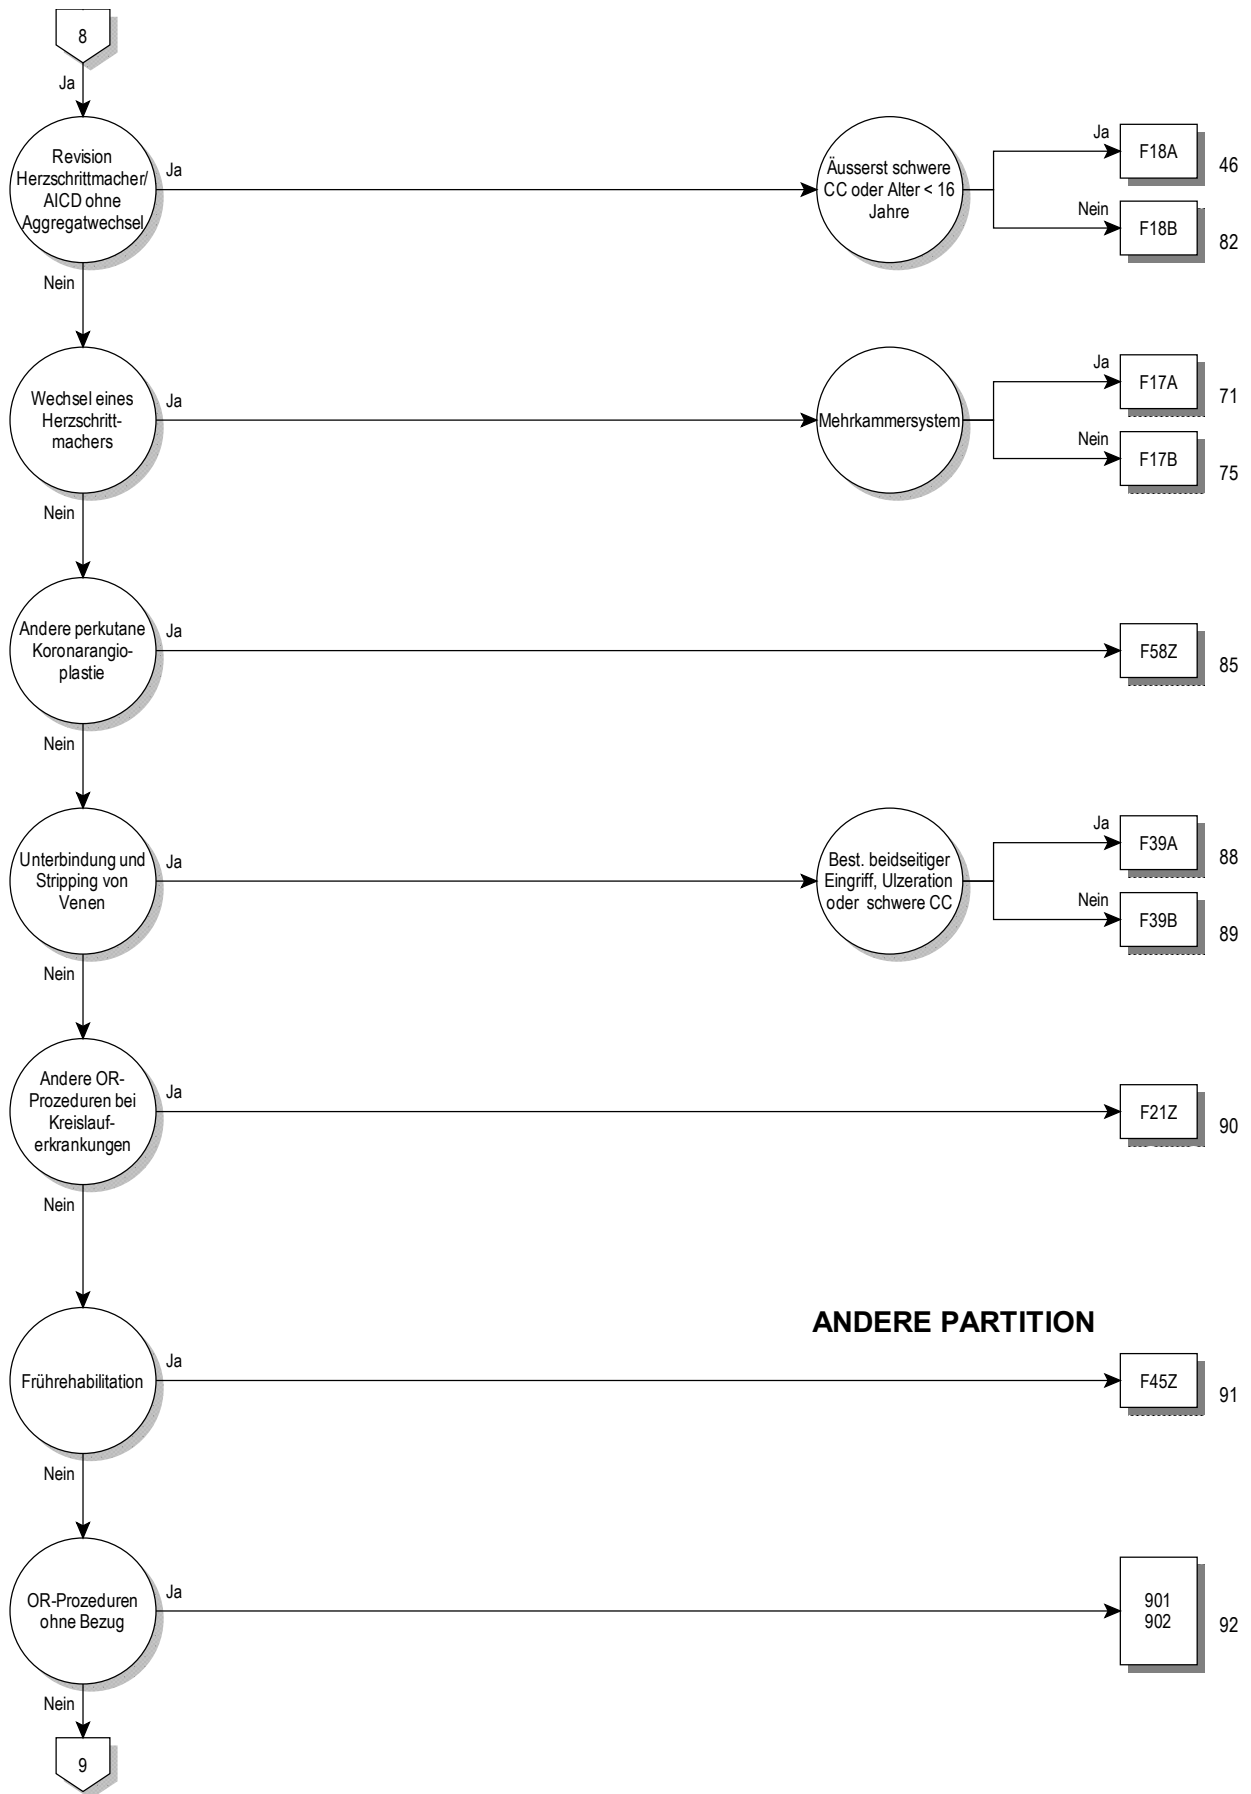 8
Ja
Revision
Herzschrittmacher/
AICD ohne
Aggregatwechsel
Ja
Äusserst schwere
CC oder Alter < 16
Jahre
Ja
F18A
46
Nein
F18B
82
Nein
Wechsel eines
Herzschritt-
machers
Ja
Mehrkammersystem
Ja
F17A
71
Nein
F17B
75
Nein
Andere perkutane
Koronarangio-
plastie
Ja
F58Z
85
Nein
Unterbindung und
Stripping von
Venen
Ja
Best. beidseitiger
Eingriff, Ulzeration
oder schwere CC
Ja
F39A
88
Nein
F39B
89
Nein
Andere OR-
Prozeduren bei
Kreislauf-
erkrankungen
Ja
F21Z
90
Nein
ANDERE PARTITION
Frührehabilitation
Ja
F45Z
91
Nein
OR-Prozeduren
ohne Bezug
Ja
901
902
92
Nein
9